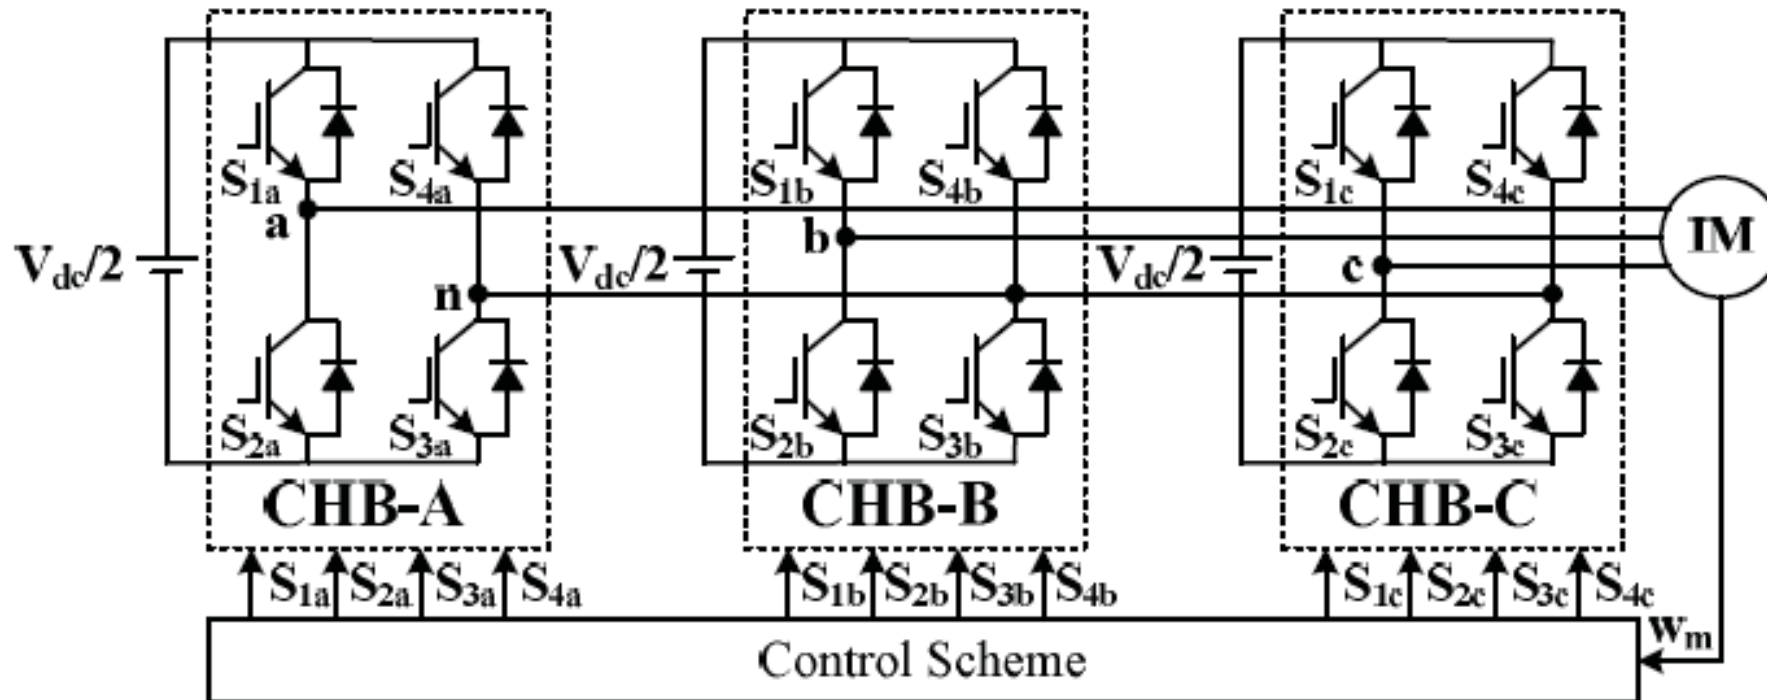 S1a S4a S1b S4b S1c S4c
a b c IM
Vdc/2 Vdc/2 Vdc/2
n
S2a S3a S2b S3b S2c S3c
CHB-A CHB-B CHB-C
S1a S2a S3a S4a S1b S2b S3b S4b S1c S2c S3c S4c
wm
Control Scheme